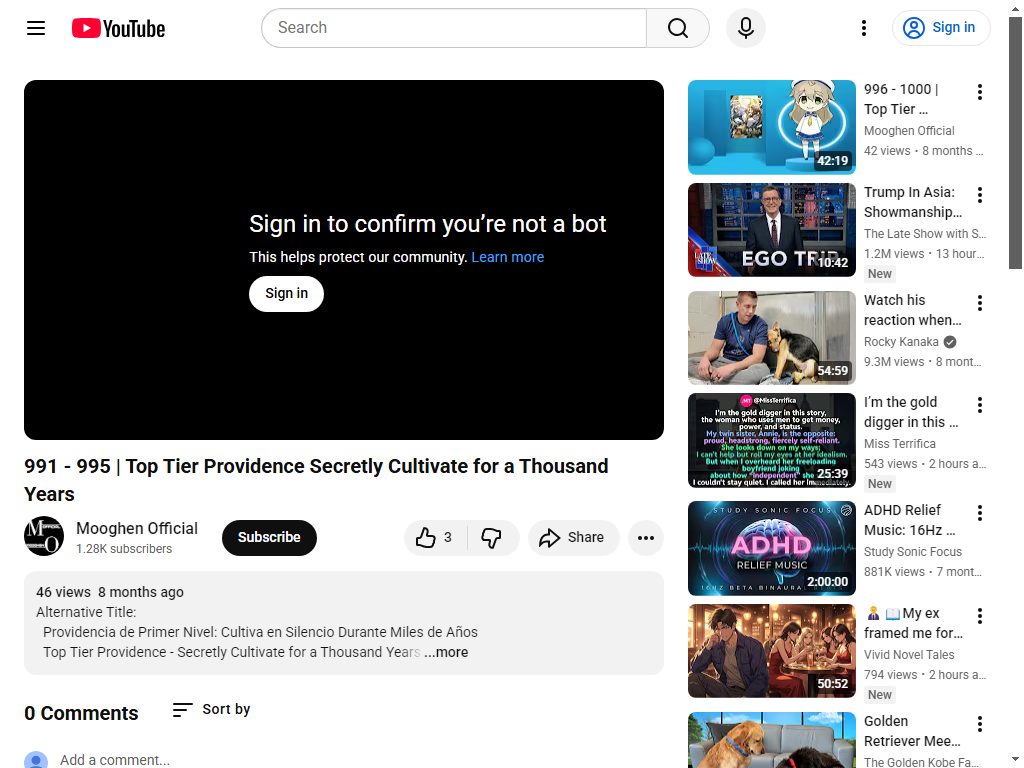 YouTube
Search
Sign in
Sign in to confirm you’re not a bot
This helps protect our community. Learn more
Sign in
991 - 995 | Top Tier Providence Secretly Cultivate for a Thousand
Years
Mooghen Official
1.28K subscribers
Subscribe
3
Share
46 views 8 months ago
Alternative Title:
Providencia de Primer Nivel: Cultiva en Silencio Durante Miles de Años
Top Tier Providence - Secretly Cultivate for a Thousand Years ...more
0 Comments
Sort by
Add a comment...
42:19
996 - 1000 |
Top Tier ...
Mooghen Official
42 views • 8 months ...
LATE SHOW
EGO TRIP
10:42
Trump In Asia:
Showmanship...
The Late Show with S...
1.2M views • 13 hour...
New
54:59
Watch his
reaction when...
Rocky Kanaka
9.3M views • 8 mont...
@MissTerrifica
I'm the gold digger in this story,
the woman who uses men to get money,
power, and status.
My twin sister, Annie, is the opposite:
proud, headstrong, fiercely self-reliant.
She looks down on my ways;
I can't help but roll my eyes at her idealism.
But when I overheard her freeloading
boyfriend joking
about how "independent" she
I couldn't stay quiet. I called her immediately.
25:39
I’m the gold
digger in this ...
Miss Terrifica
543 views • 2 hours a...
New
STUDY SONIC FOCUS
ADHD
RELIEF MUSIC
16HZ BETA BINAURAL BEATS
2:00:00
ADHD Relief
Music: 16Hz ...
Study Sonic Focus
881K views • 7 mont...
50:52
My ex
framed me for...
Vivid Novel Tales
794 views • 2 hours a...
New
Golden
Retriever Mee...
The Golden Kobe Fa...